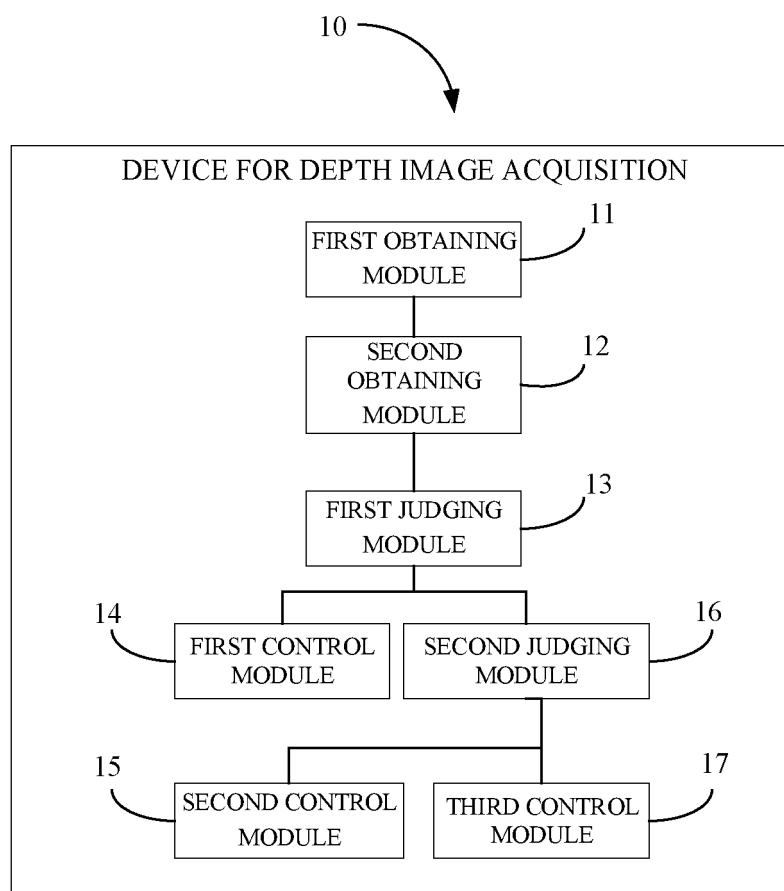 10
DEVICE FOR DEPTH IMAGE ACQUISITION
11
FIRST OBTAINING
MODULE
12
SECOND
OBTAINING
MODULE
13
FIRST JUDGING
MODULE
14
FIRST CONTROL
MODULE
16
SECOND JUDGING
MODULE
15
SECOND CONTROL
MODULE
17
THIRD CONTROL
MODULE